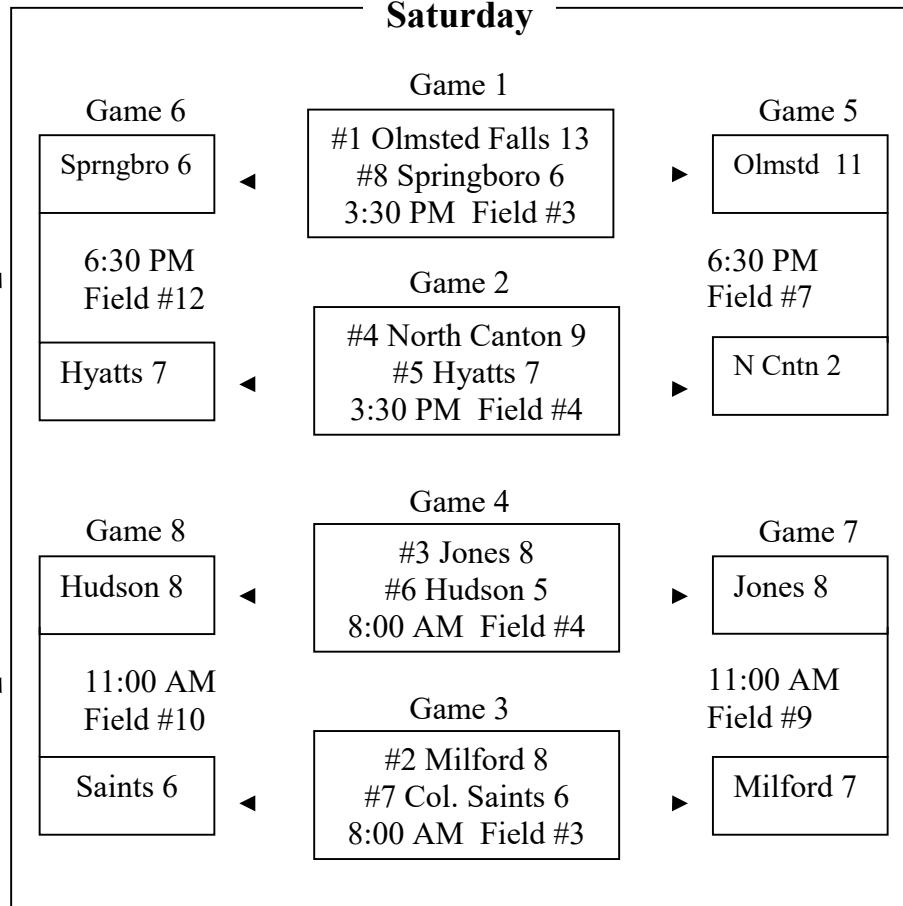 Saturday
Game 1
#1 Olmsted Falls 13
#8 Springboro 6
3:30 PM Field #3
Game 6
Sprngbro 6
6:30 PM
Field #12
Hyatts 7
Game 5
Olmstd 11
6:30 PM
Field #7
N Cntn 2
Game 2
#4 North Canton 9
#5 Hyatts 7
3:30 PM Field #4
Game 4
#3 Jones 8
#6 Hudson 5
8:00 AM Field #4
Game 8
Hudson 8
11:00 AM
Field #10
Saints 6
Game 7
Jones 8
11:00 AM
Field #9
Milford 7
Game 3
#2 Milford 8
#7 Col. Saints 6
8:00 AM Field #3